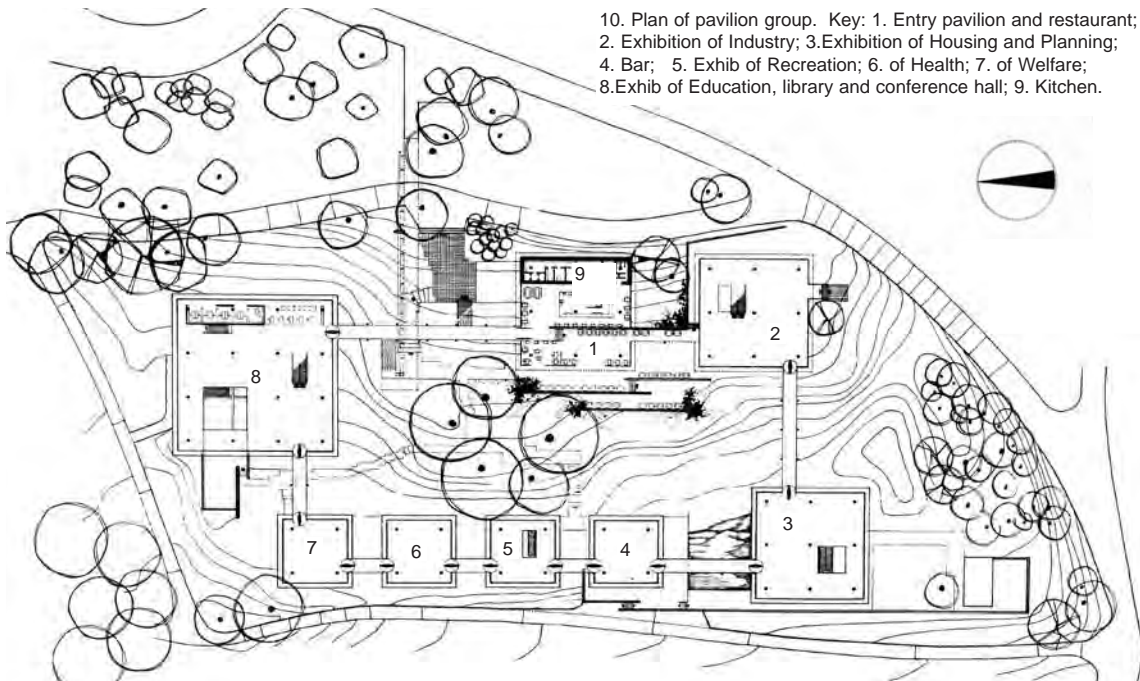 10. Plan of pavilion group. Key: 1. Entry pavilion and restaurant;
2. Exhibition of Industry; 3.Exhibition of Housing and Planning;
4. Bar; 5. Exhib of Recreation; 6. of Health; 7. of Welfare;
8.Exhib of Education, library and conference hall; 9. Kitchen.
9
2
1
8
3
7
6
5
4